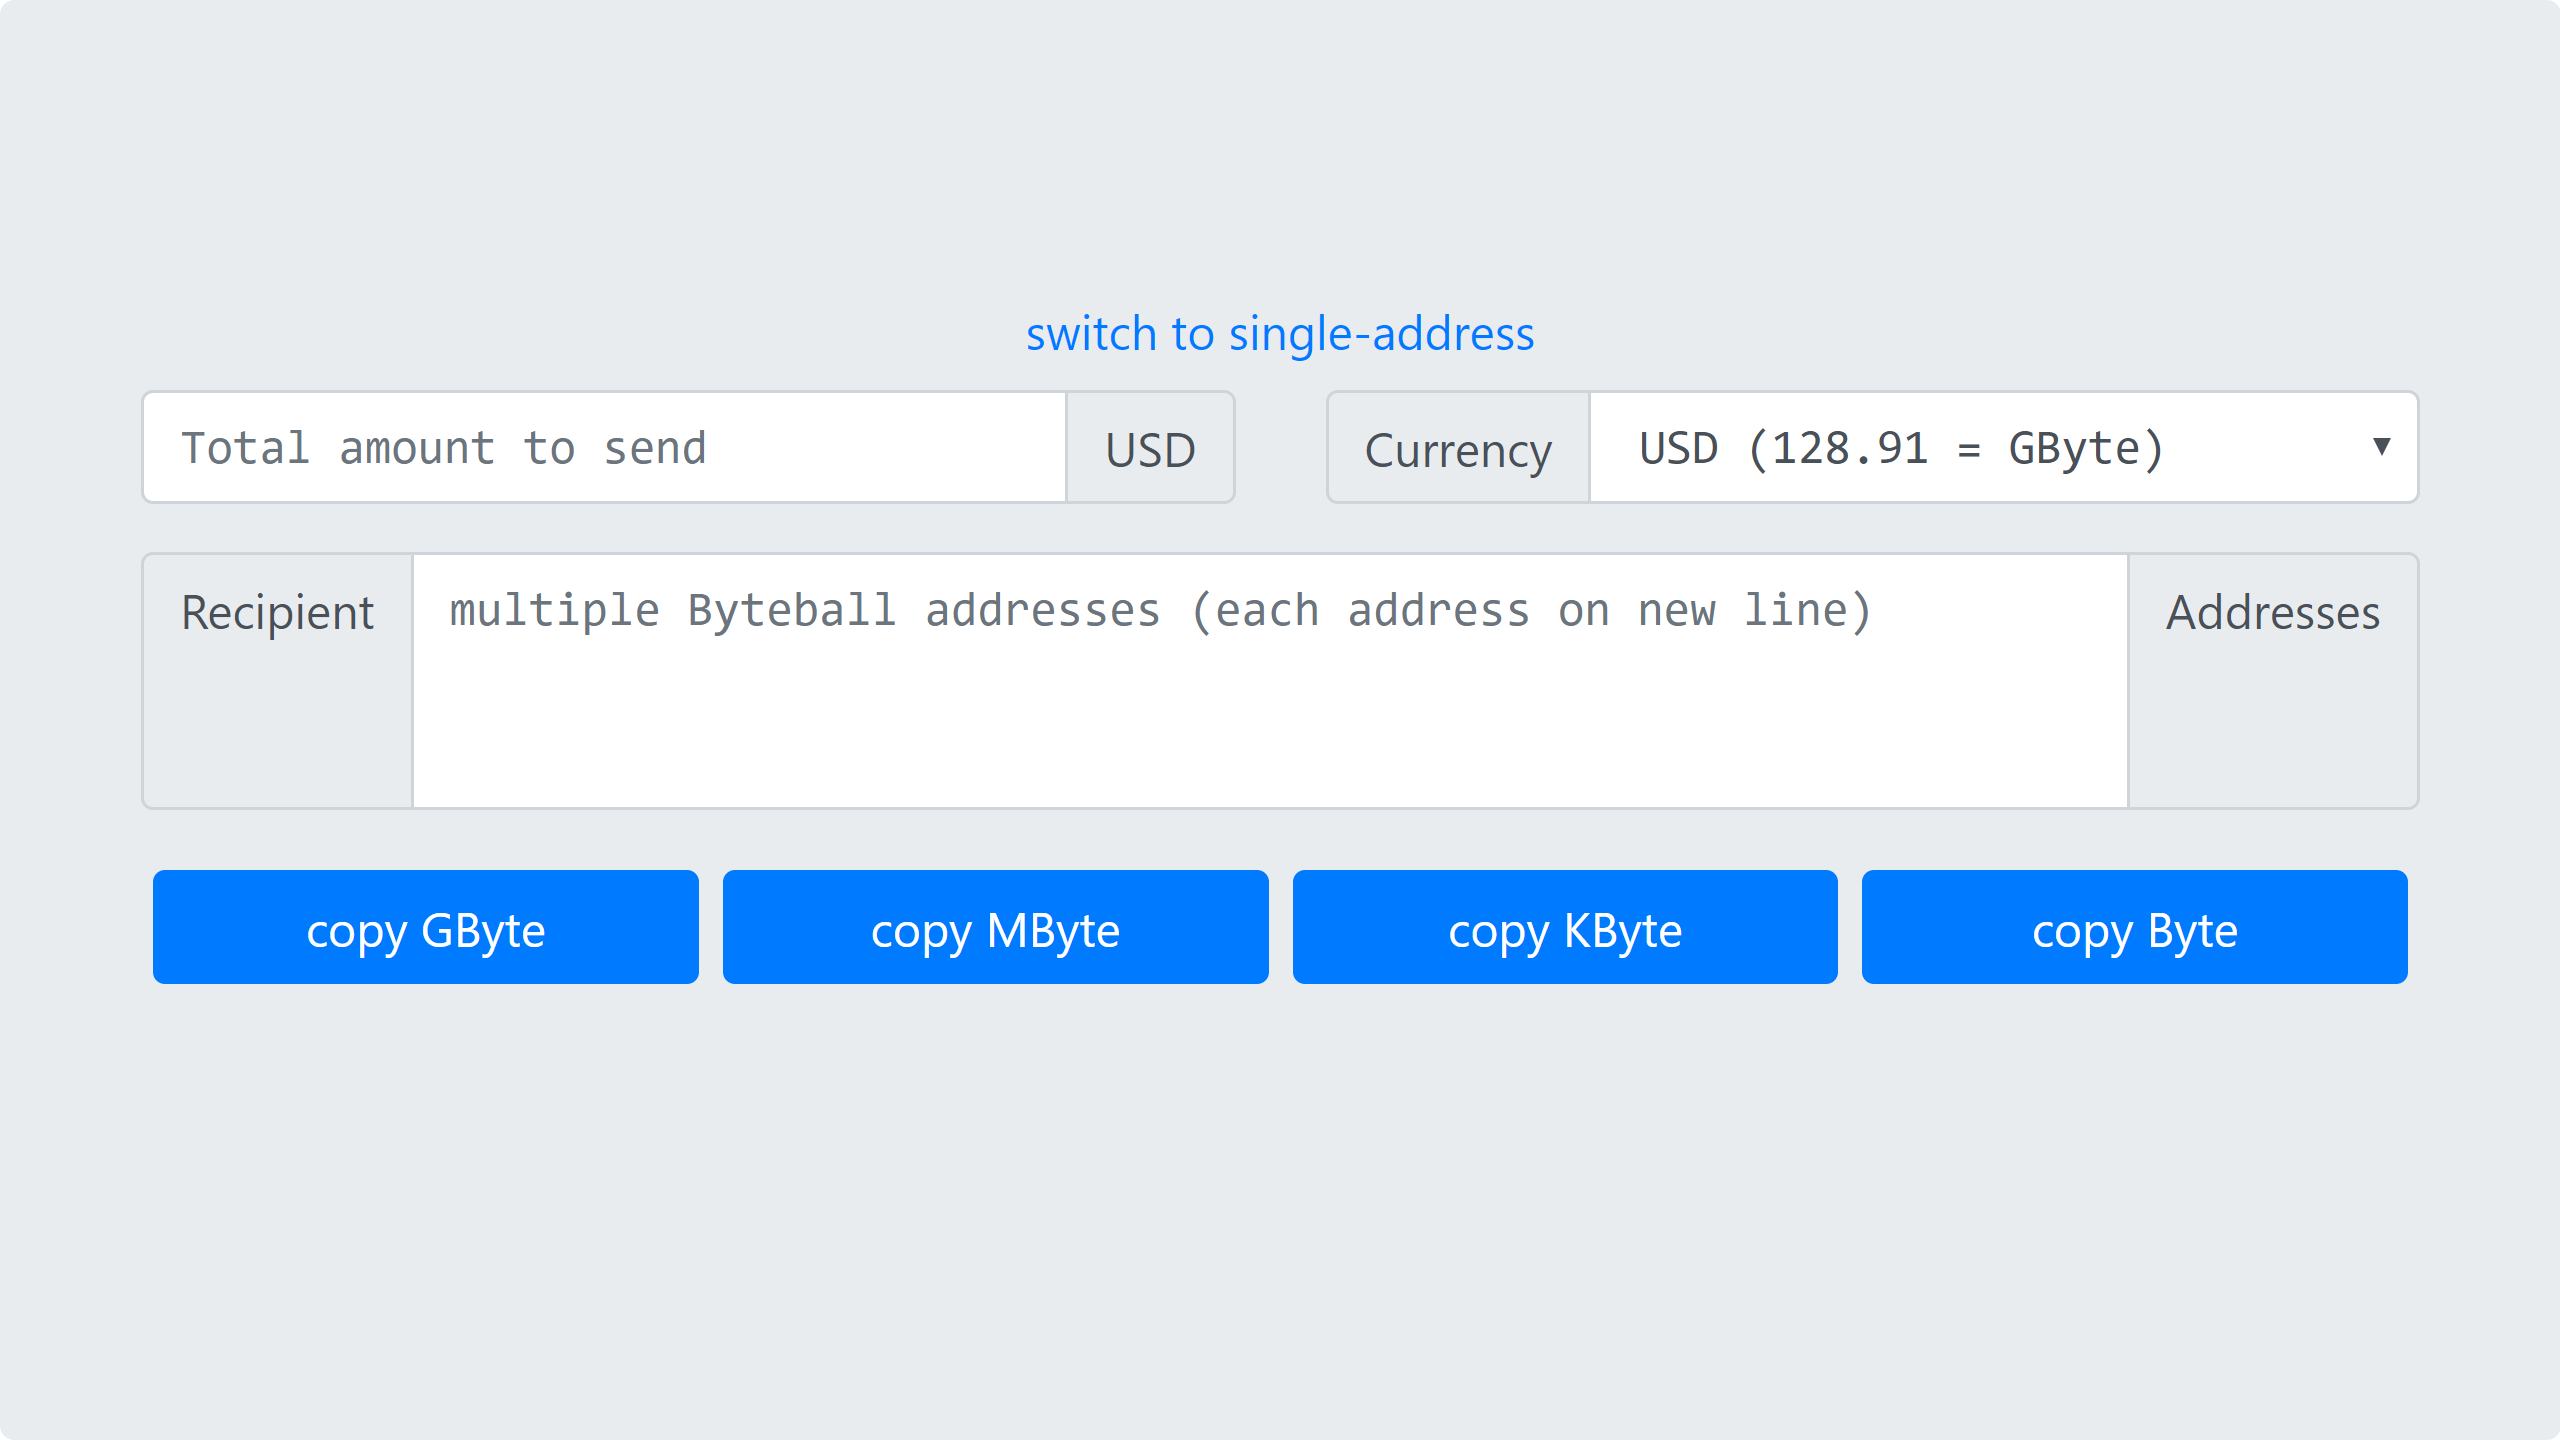 switch to single-address
Total amount to send USD Currency USD (128.91 = GByte)
Recipient multiple Byteball addresses (each address on new line) Addresses
copy GByte copy MByte copy KByte copy Byte